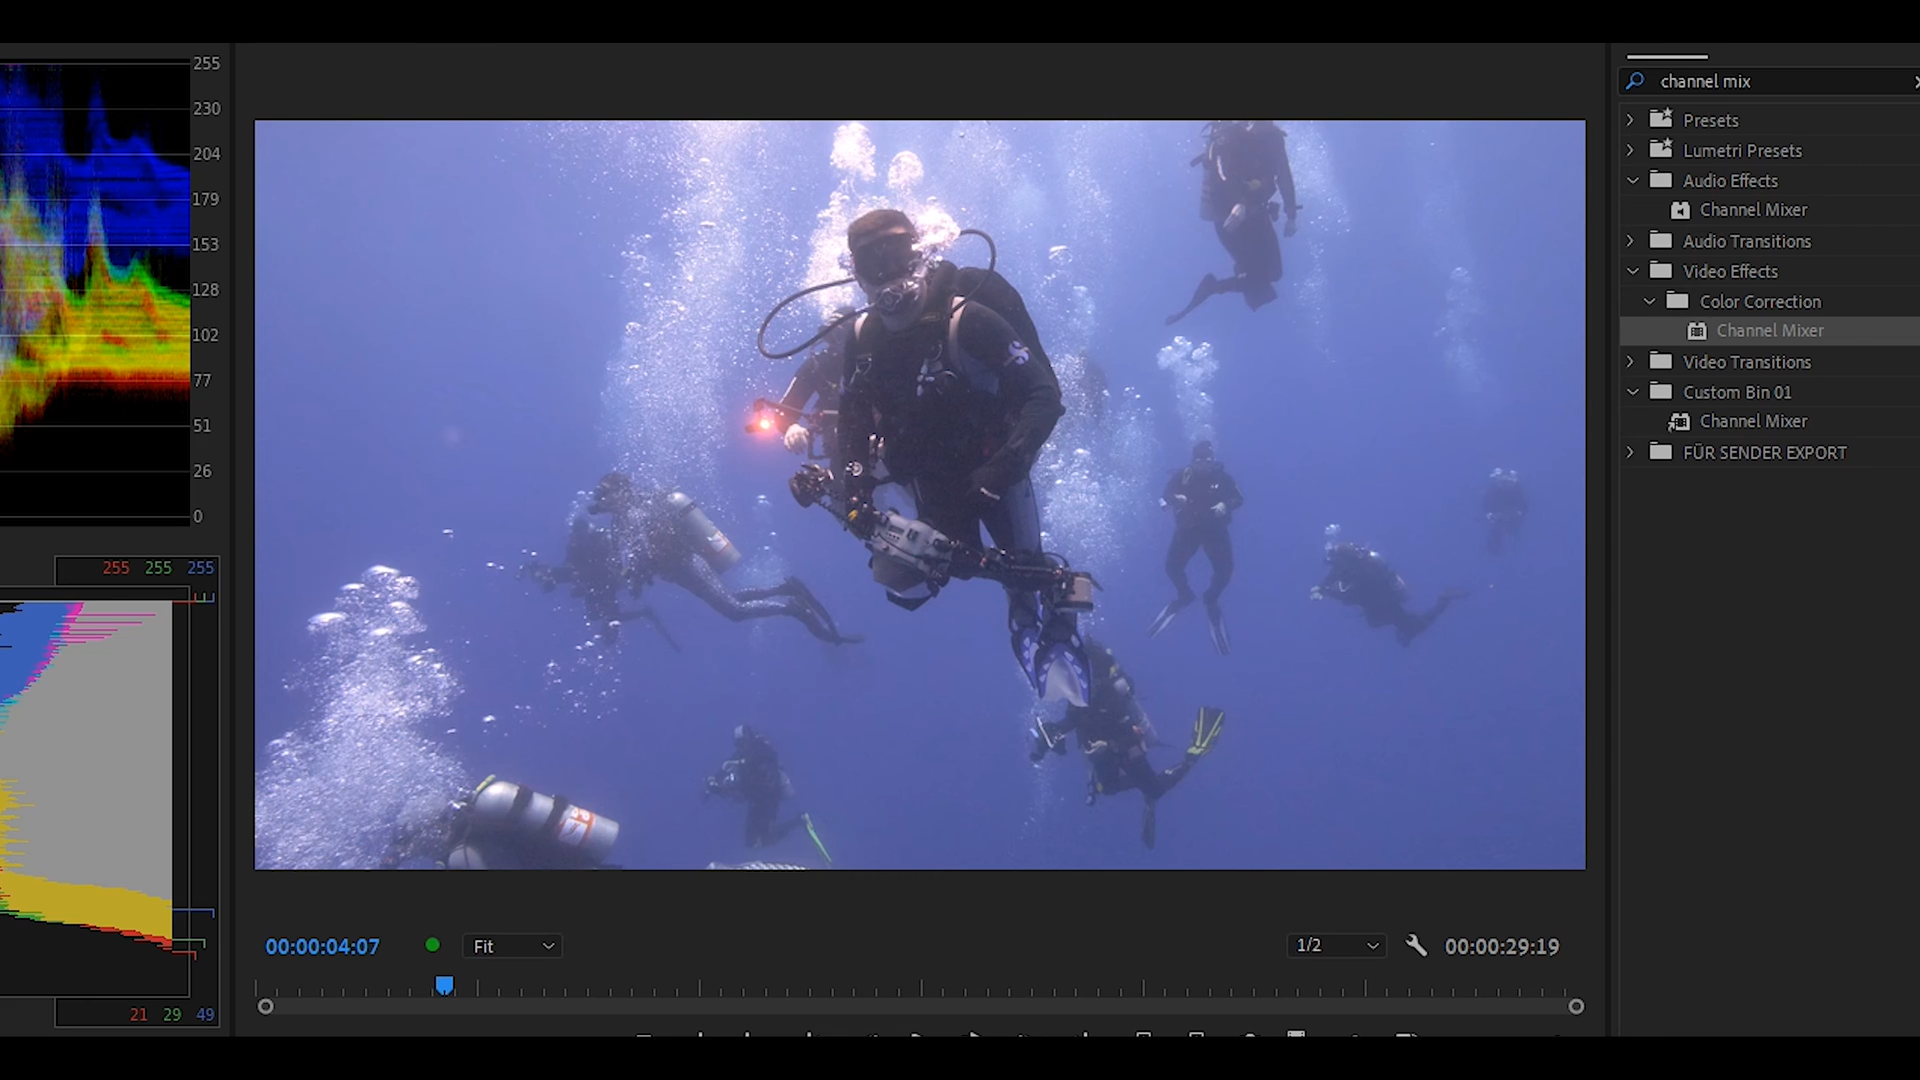 255
230
204
179
153
128
102
77
51
26
0
255 255 255
21 29 49
00:00:04:07
Fit
1/2
00:00:29:19
channel mix
Presets
Lumetri Presets
Audio Effects
Channel Mixer
Audio Transitions
Video Effects
Color Correction
Channel Mixer
Video Transitions
Custom Bin 01
Channel Mixer
FÜR SENDER EXPORT